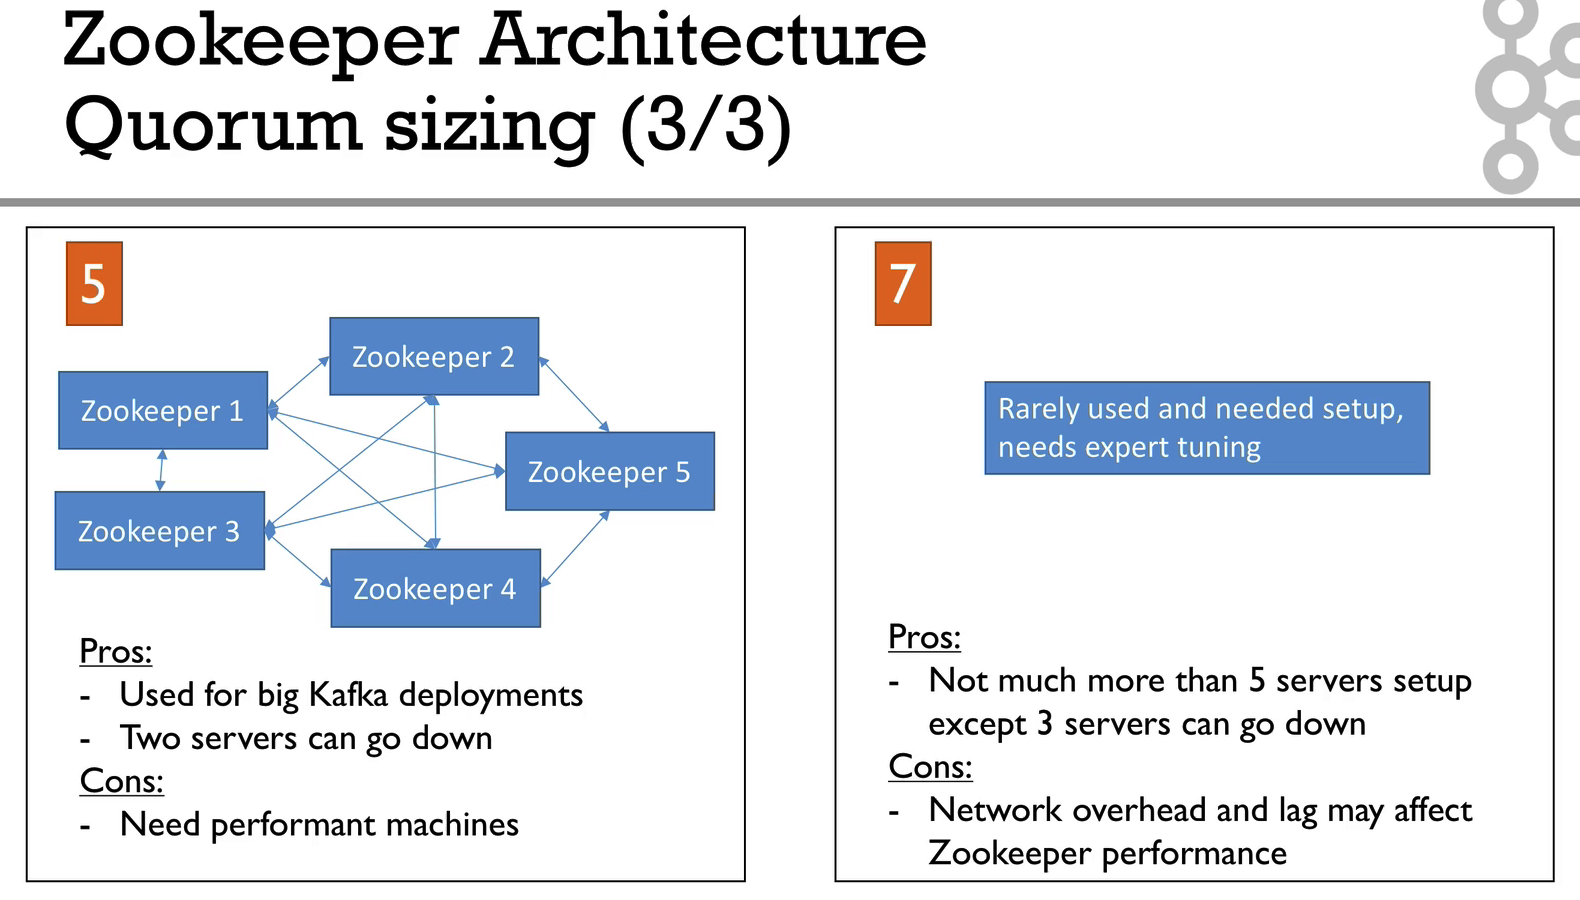 Zookeeper Architecture
Quorum sizing (3/3)
5
Zookeeper 2
Zookeeper 1
Zookeeper 5
Zookeeper 3
Zookeeper 4
Pros:
- Used for big Kafka deployments
- Two servers can go down
Cons:
- Need performant machines
7
Rarely used and needed setup,
needs expert tuning
Pros:
- Not much more than 5 servers setup
except 3 servers can go down
Cons:
- Network overhead and lag may affect
Zookeeper performance